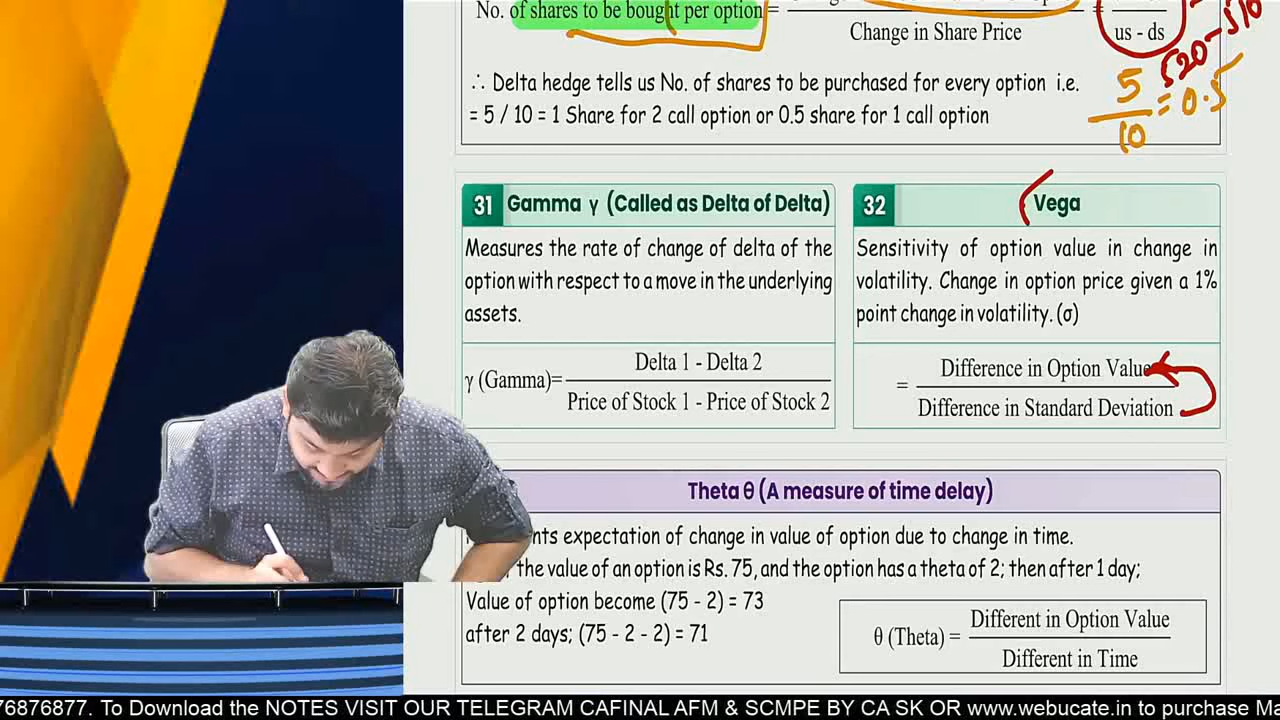 No. of shares to be bought per option =
Change in Share Price
=
us - ds
520 - 510
∴ Delta hedge tells us No. of shares to be purchased for every option i.e.
= 5 / 10 = 1 Share for 2 call option or 0.5 share for 1 call option
5
10
= 0.5
31 Gamma γ (Called as Delta of Delta)
Measures the rate of change of delta of the
option with respect to a move in the underlying
assets.
γ (Gamma)=
Delta 1 - Delta 2
Price of Stock 1 - Price of Stock 2
32 Vega
Sensitivity of option value in change in
volatility. Change in option price given a 1%
point change in volatility. (σ)
=
Difference in Option Value
Difference in Standard Deviation
Theta θ (A measure of time delay)
expectation of change in value of option due to change in time.
the value of an option is Rs. 75, and the option has a theta of 2; then after 1 day;
Value of option become (75 - 2) = 73
after 2 days; (75 - 2 - 2) = 71
θ (Theta) =
Different in Option Value
Different in Time
76876877. To Download the NOTES VISIT OUR TELEGRAM CAFINAL AFM & SCMPE BY CA SK OR www.webucate.in to purchase